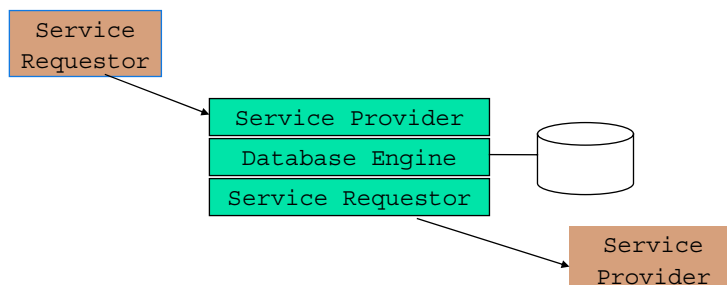 Service
Requestor
Service Provider
Database Engine
Service Requestor
Service
Provider